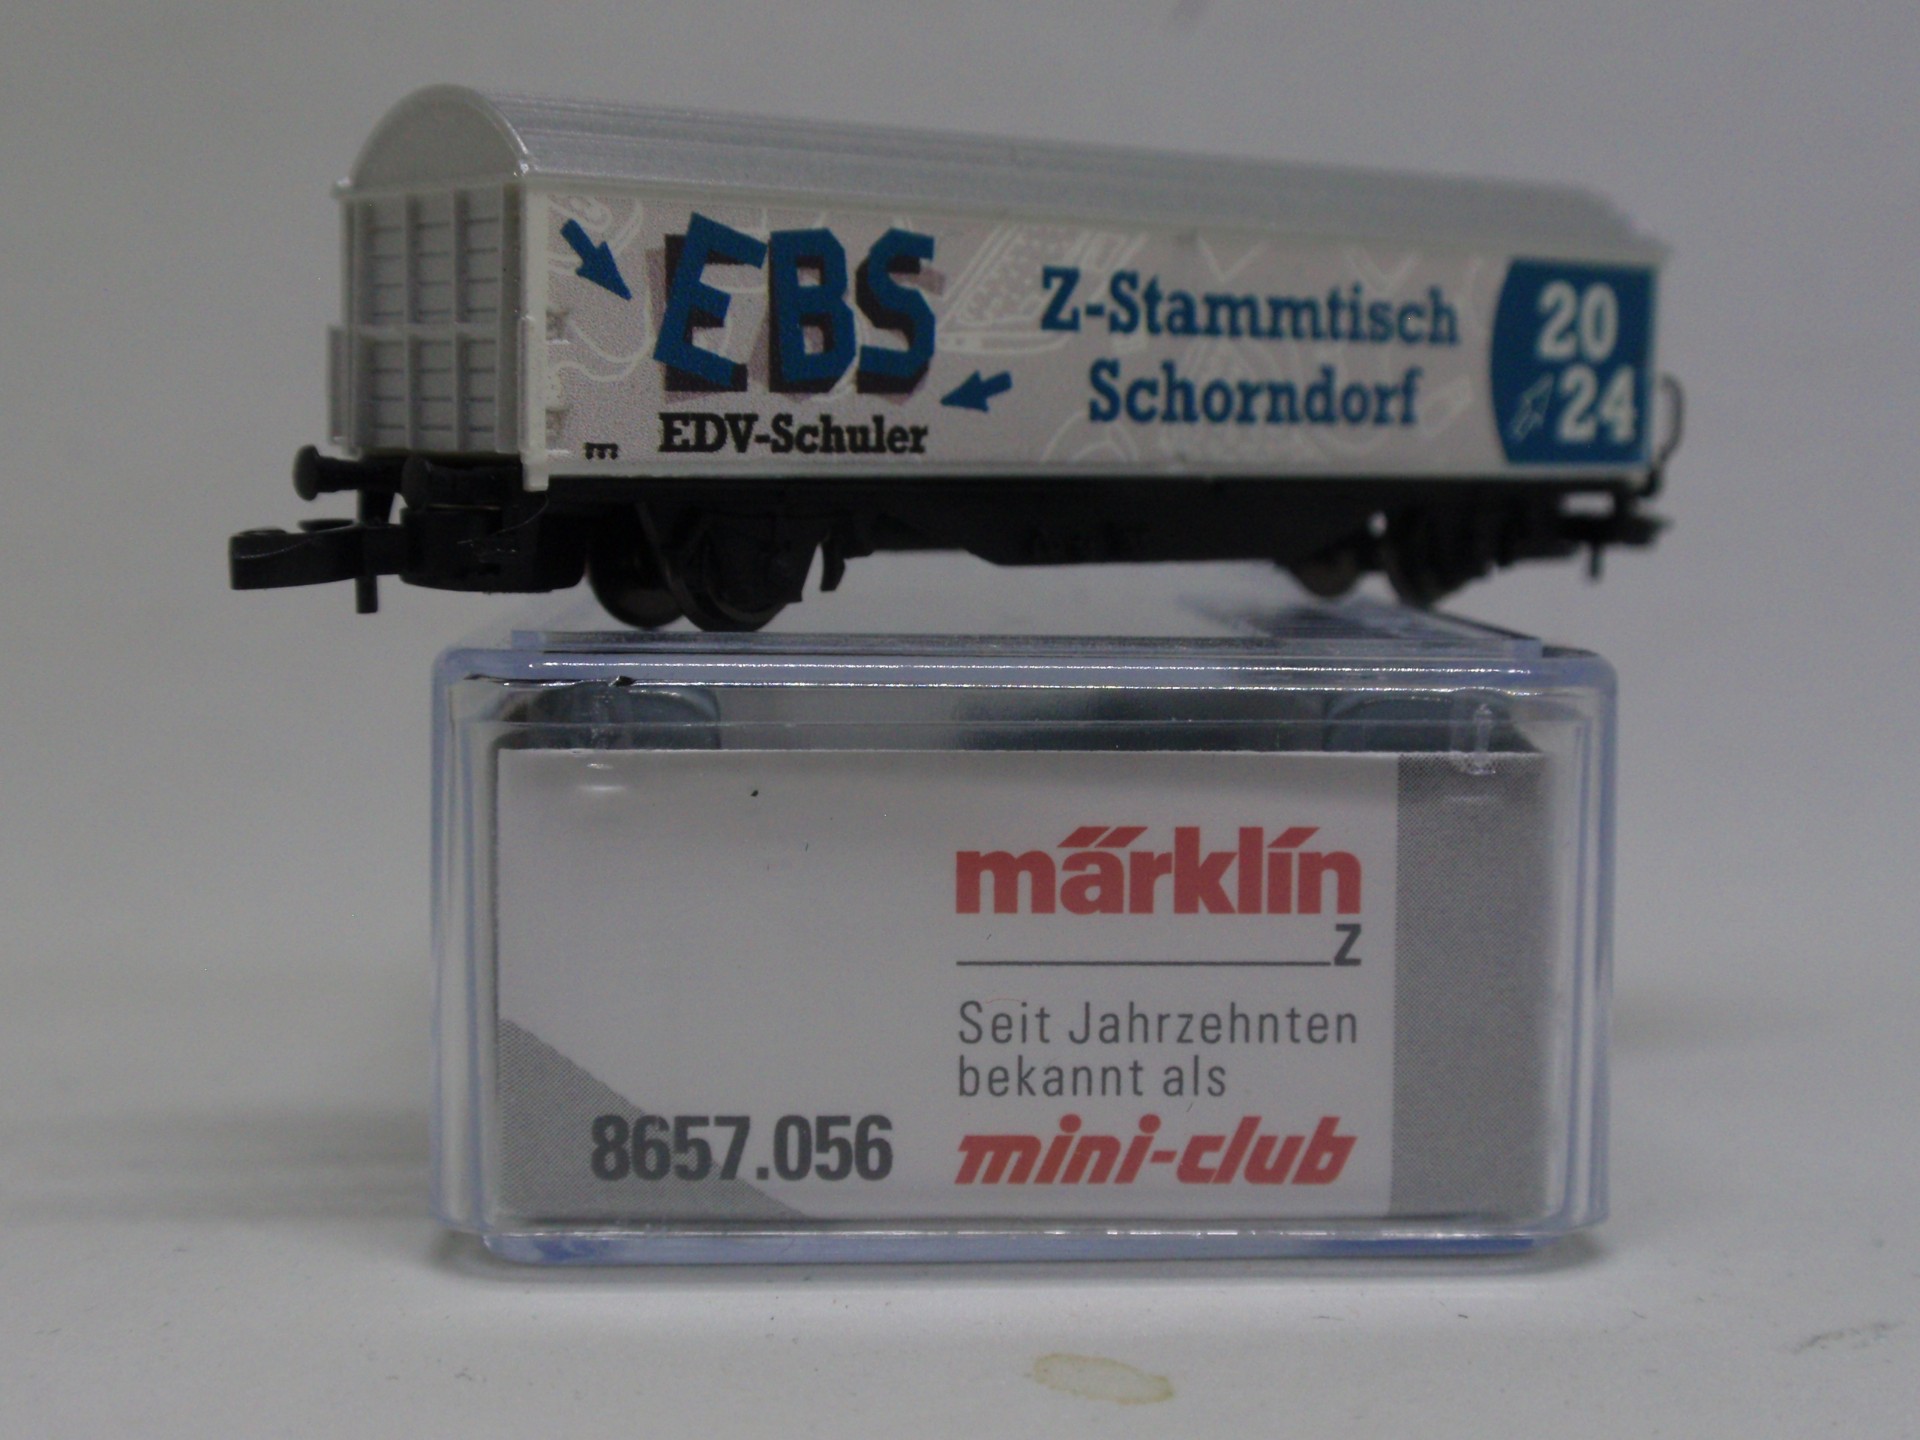 EBS
EDV-Schuler
Z-Stammtisch
Schorndorf
20
24
märklin
Z
Seit Jahrzehnten
bekannt als
mini-club
8657.056